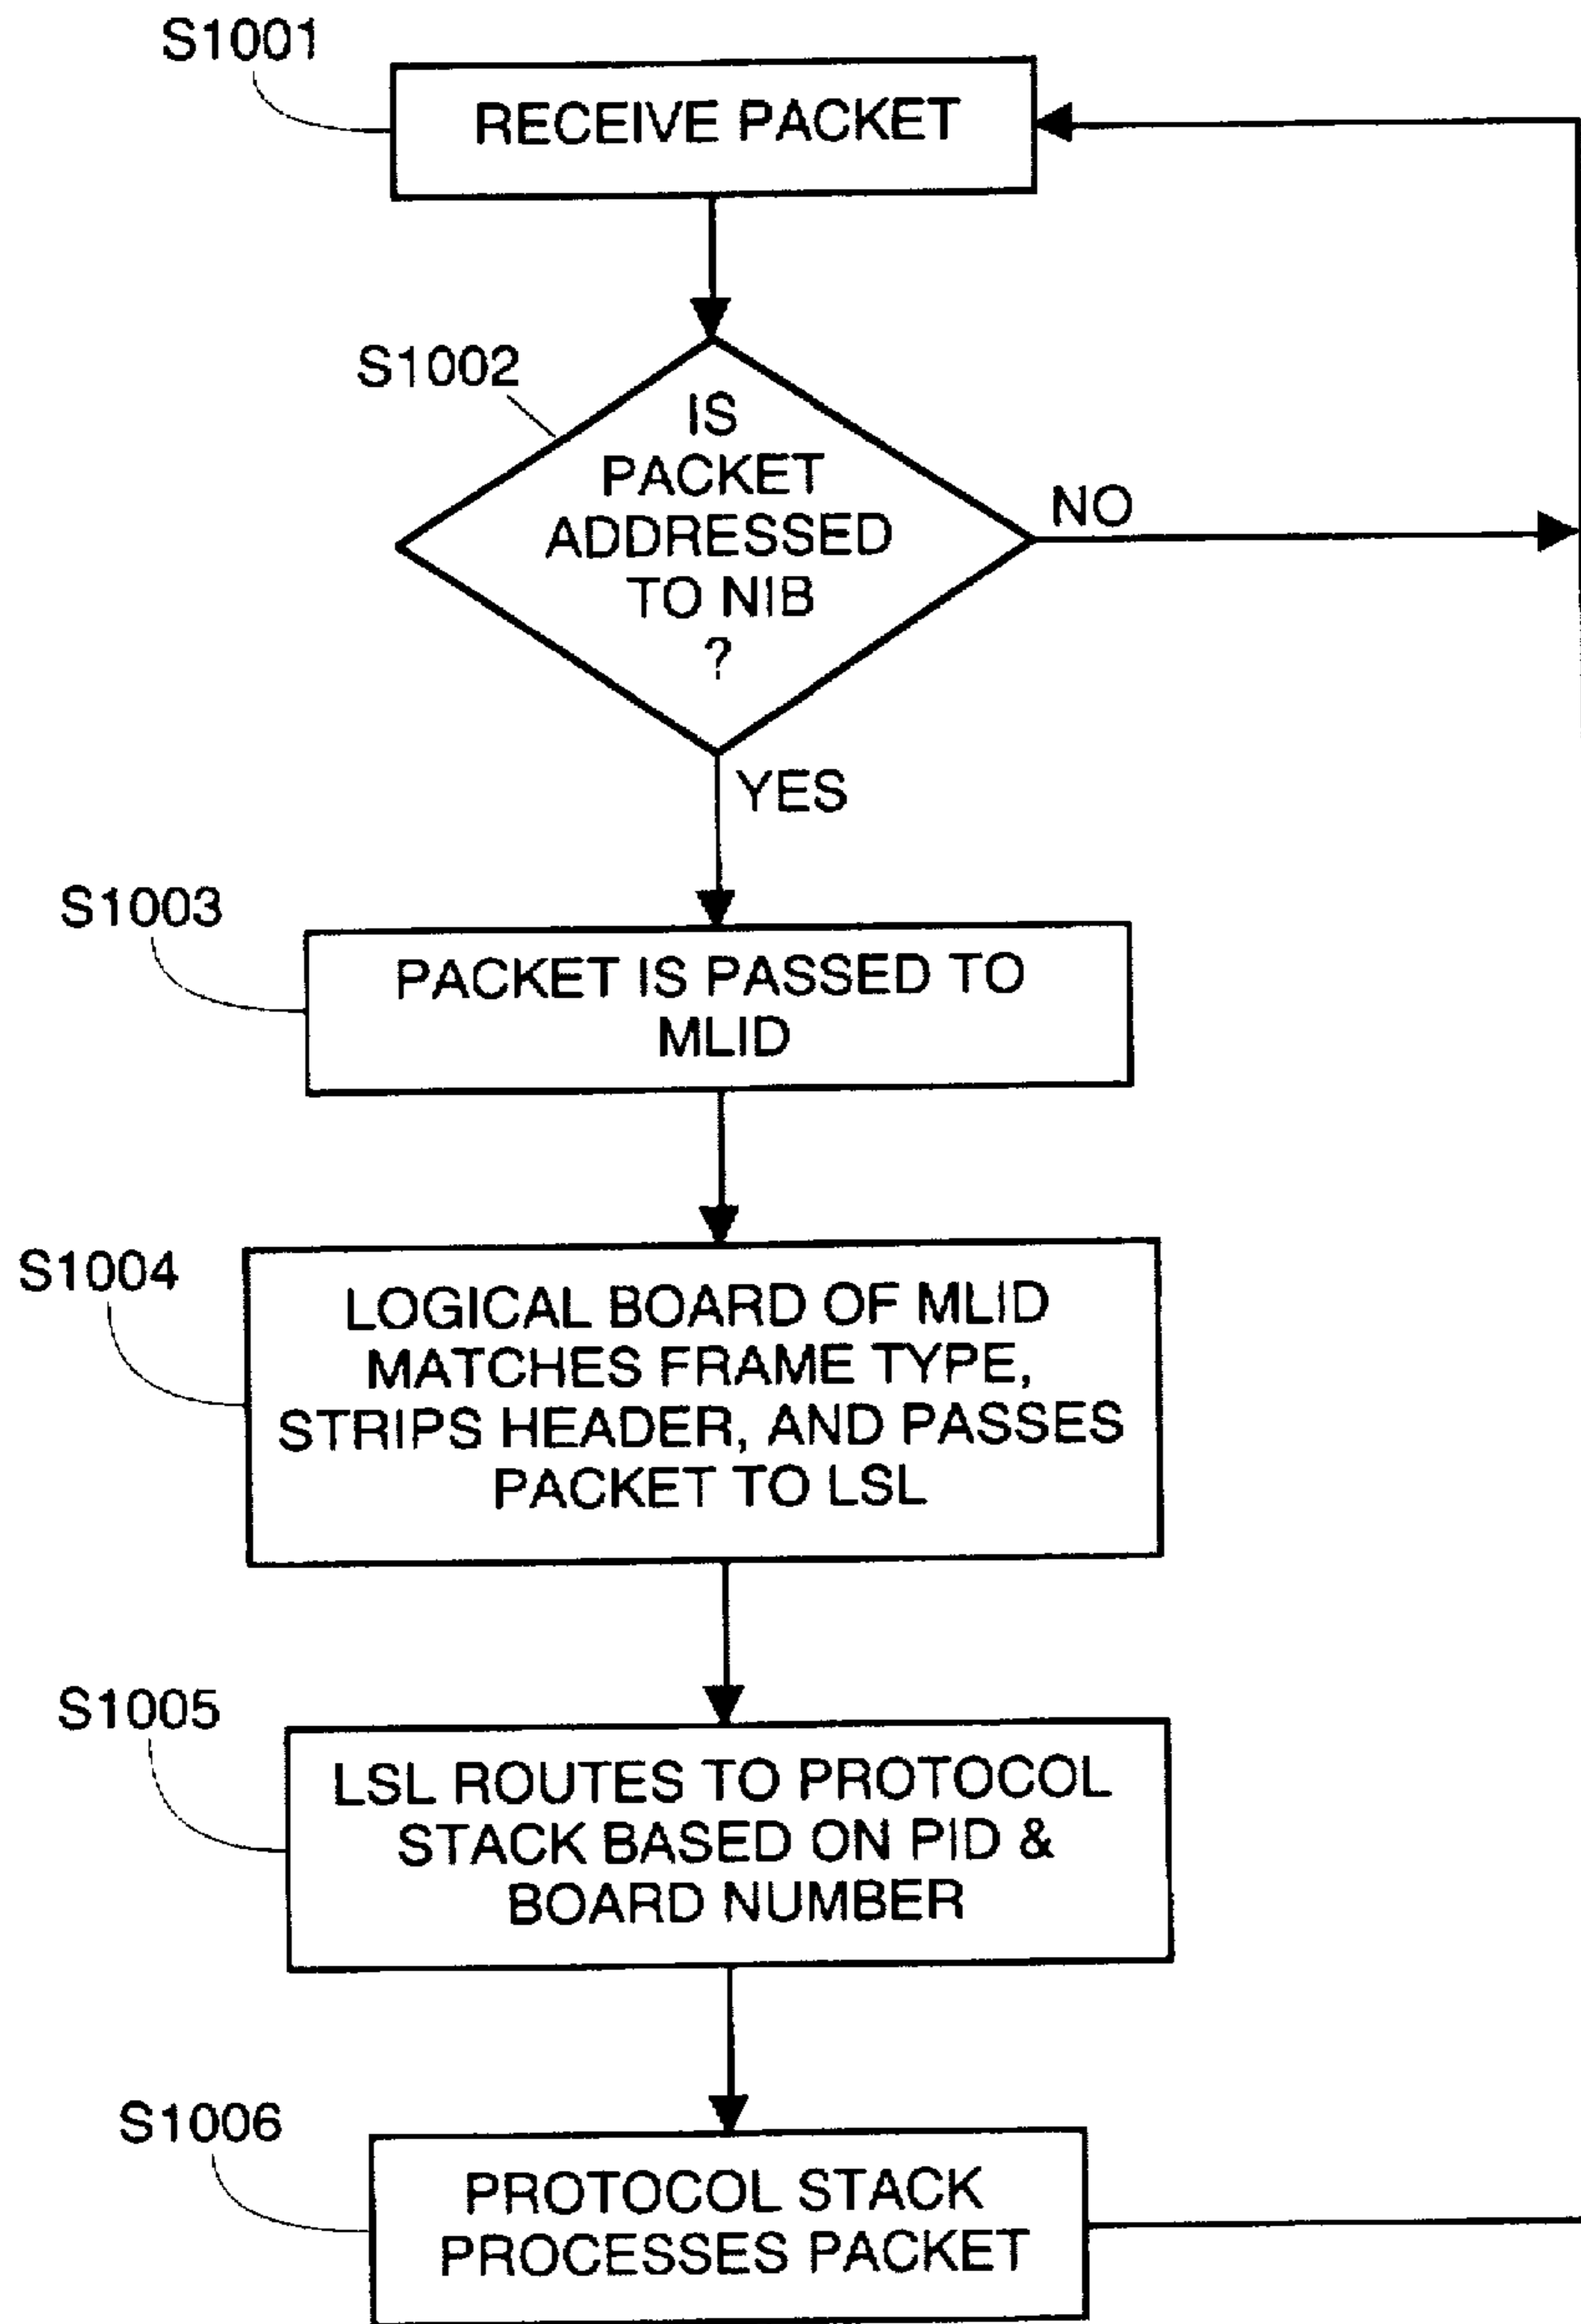 S1001
RECEIVE PACKET
S1002
IS
PACKET
ADDRESSED
TO NIB
?
NO
YES
S1003
PACKET IS PASSED TO
MLID
S1004
LOGICAL BOARD OF MLID
MATCHES FRAME TYPE,
STRIPS HEADER, AND PASSES
PACKET TO LSL
S1005
LSL ROUTES TO PROTOCOL
STACK BASED ON PID &
BOARD NUMBER
S1006
PROTOCOL STACK
PROCESSES PACKET